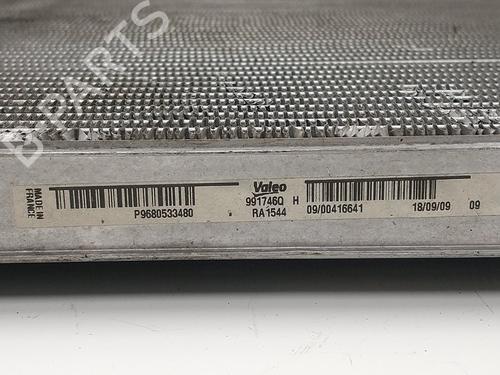 B-PARTS
MADE IN
FRANCE
P9680533480
Valeo
991746Q H
RA1544
09/00416641 18/09/09 09